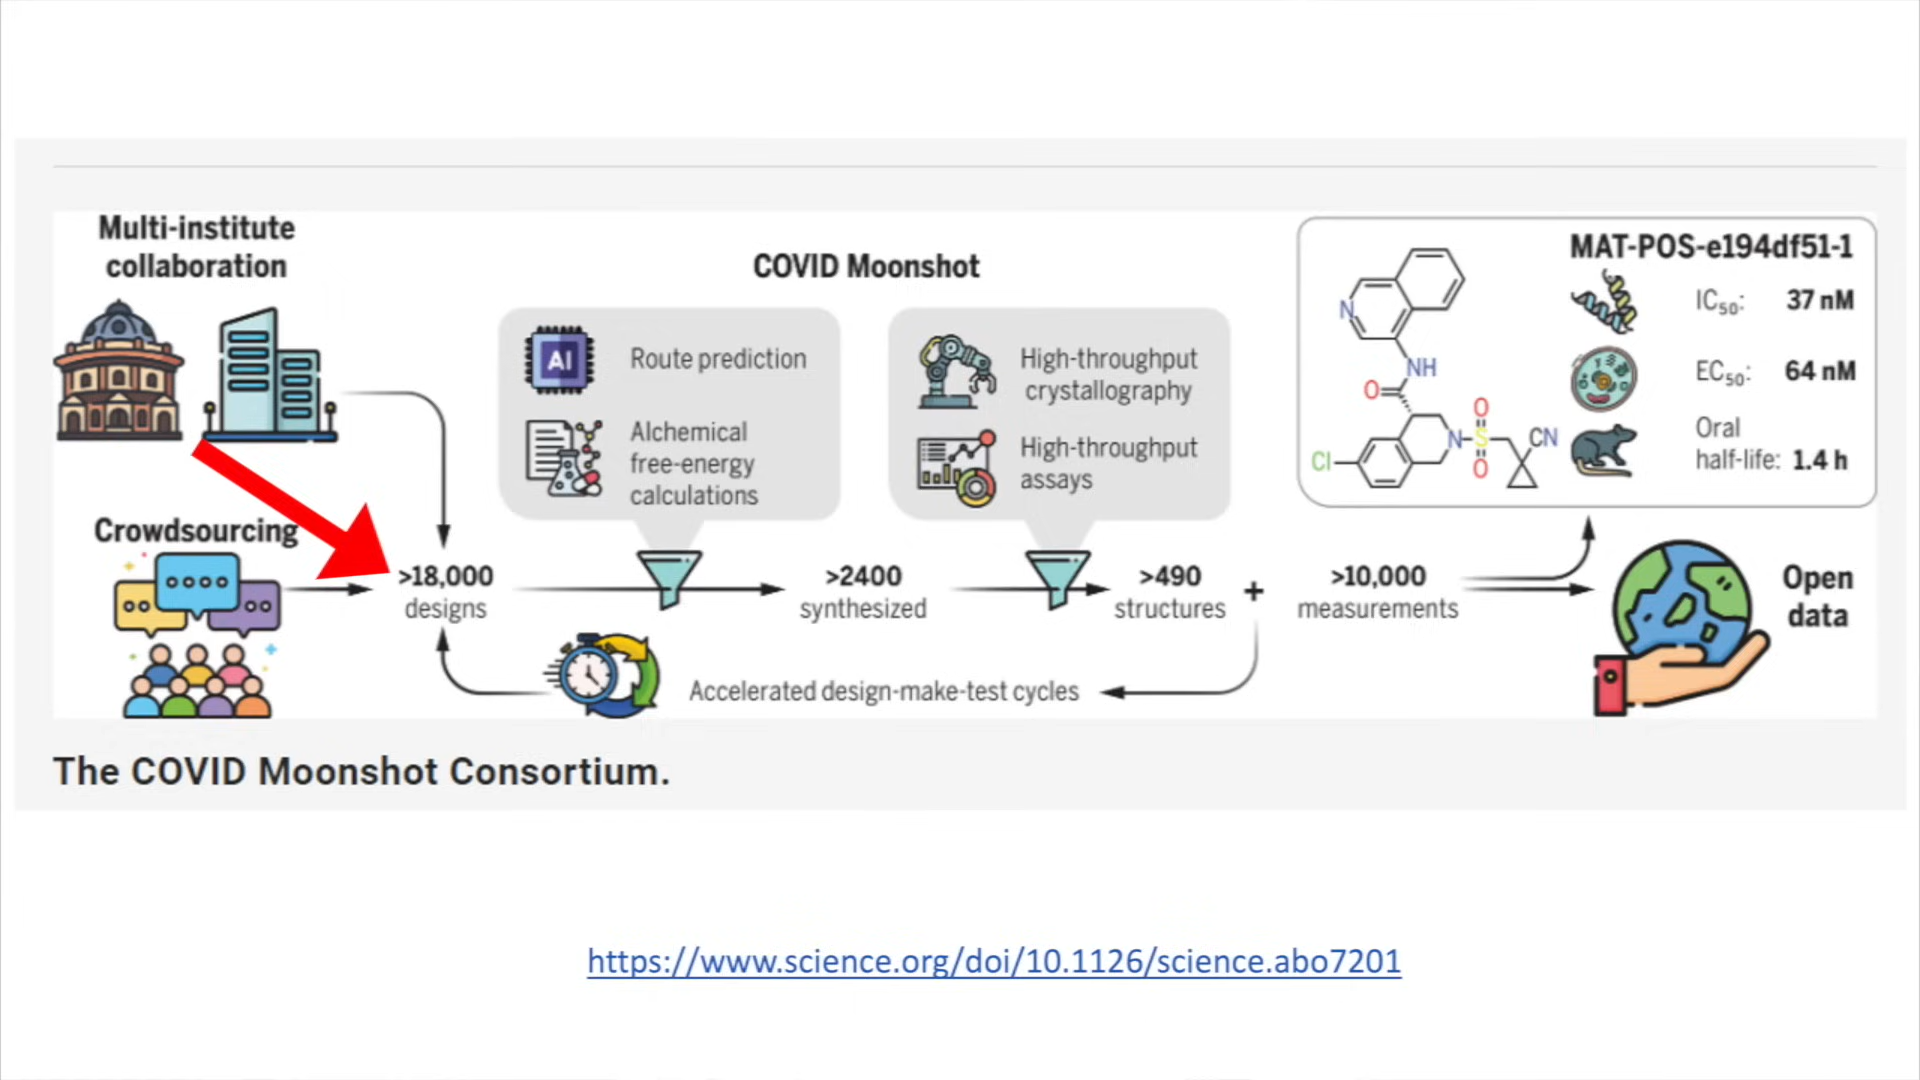 Multi-institute
collaboration
Crowdsourcing
>18,000
designs
COVID Moonshot
AI
Route prediction
Alchemical
free-energy
calculations
>2400
synthesized
High-throughput
crystallography
High-throughput
assays
>490
structures
+
>10,000
measurements
Accelerated design-make-test cycles
MAT-POS-e194df51-1
N
NH
O
O
N
S
O
CN
Cl
IC50: 37 nM
EC50: 64 nM
Oral
half-life: 1.4 h
Open
data
The COVID Moonshot Consortium.
https://www.science.org/doi/10.1126/science.abo7201